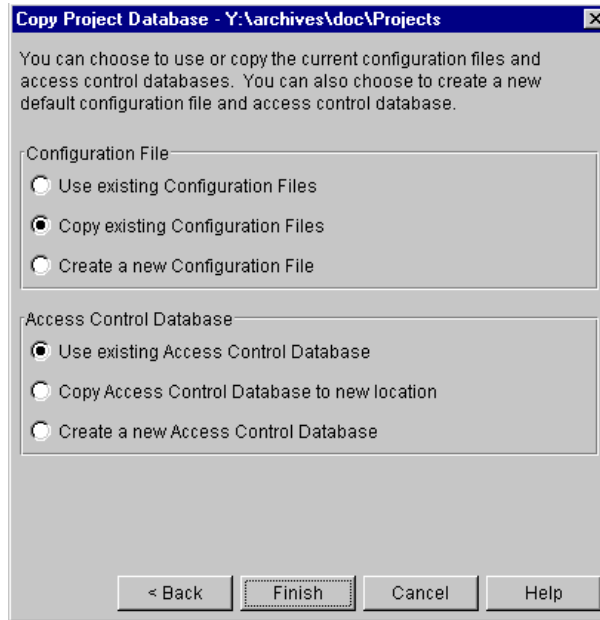 Copy Project Database - Y:\archives\doc\Projects
You can choose to use or copy the current configuration files and
access control databases.  You can also choose to create a new
default configuration file and access control database.
Configuration File
Use existing Configuration Files
Copy existing Configuration Files
Create a new Configuration File
Access Control Database
Use existing Access Control Database
Copy Access Control Database to new location
Create a new Access Control Database
< Back
Finish
Cancel
Help